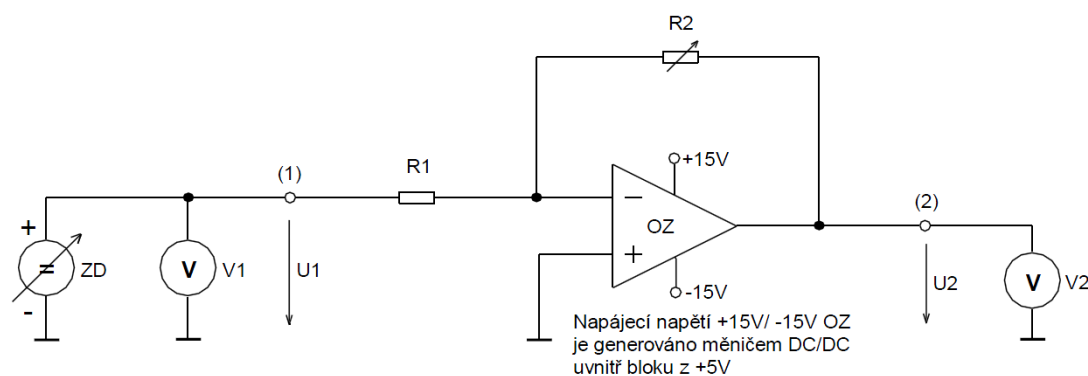 R2
+15V
(1)
R1
(2)
−
OZ
+
+
=
ZD
-
V
V1
U1
-15V
U2
V
V2
Napájecí napětí +15V/ -15V OZ
je generováno měničem DC/DC
uvnitř bloku z +5V